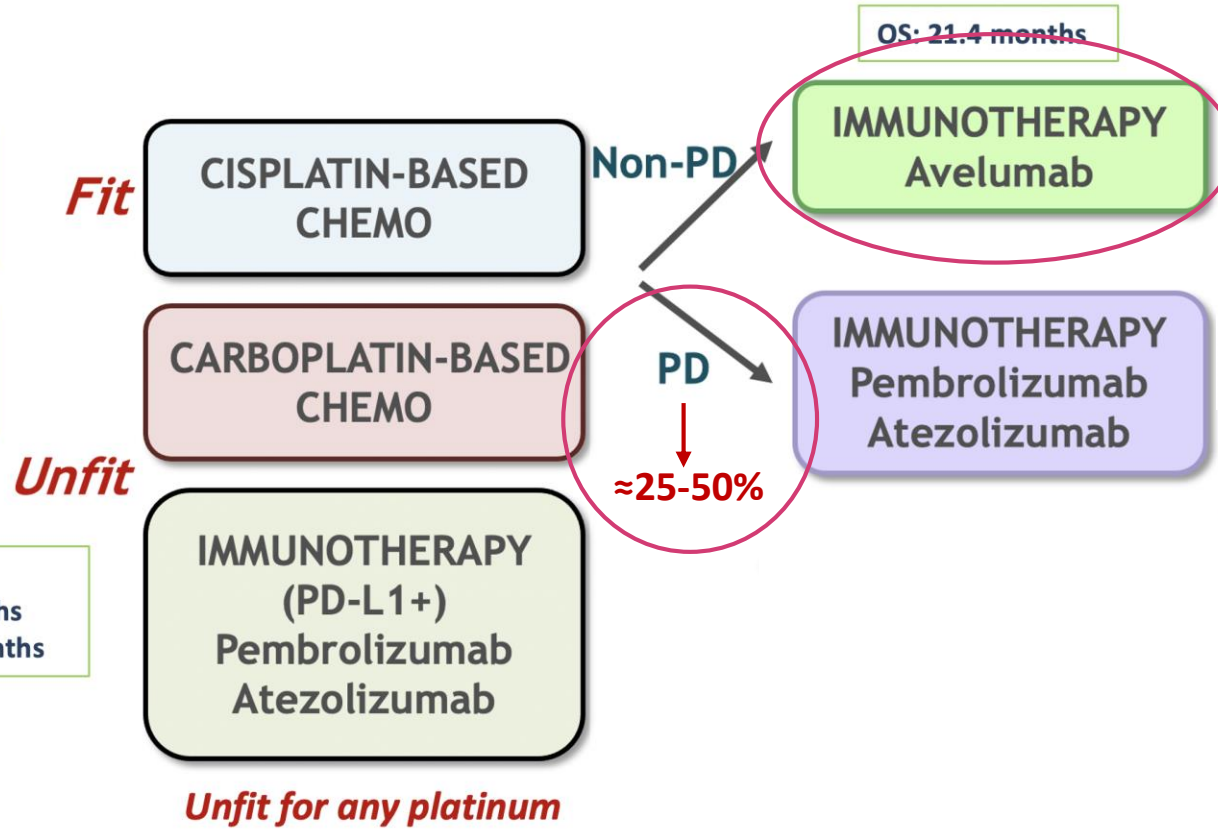 OS: 21.4 months
Fit
CISPLATIN-BASED
CHEMO
Non-PD
IMMUNOTHERAPY
Avelumab
CARBOPLATIN-BASED
CHEMO
PD
≈25-50%
IMMUNOTHERAPY
Pembrolizumab
Atezolizumab
Unfit
IMMUNOTHERAPY
(PD-L1+)
Pembrolizumab
Atezolizumab
Unfit for any platinum